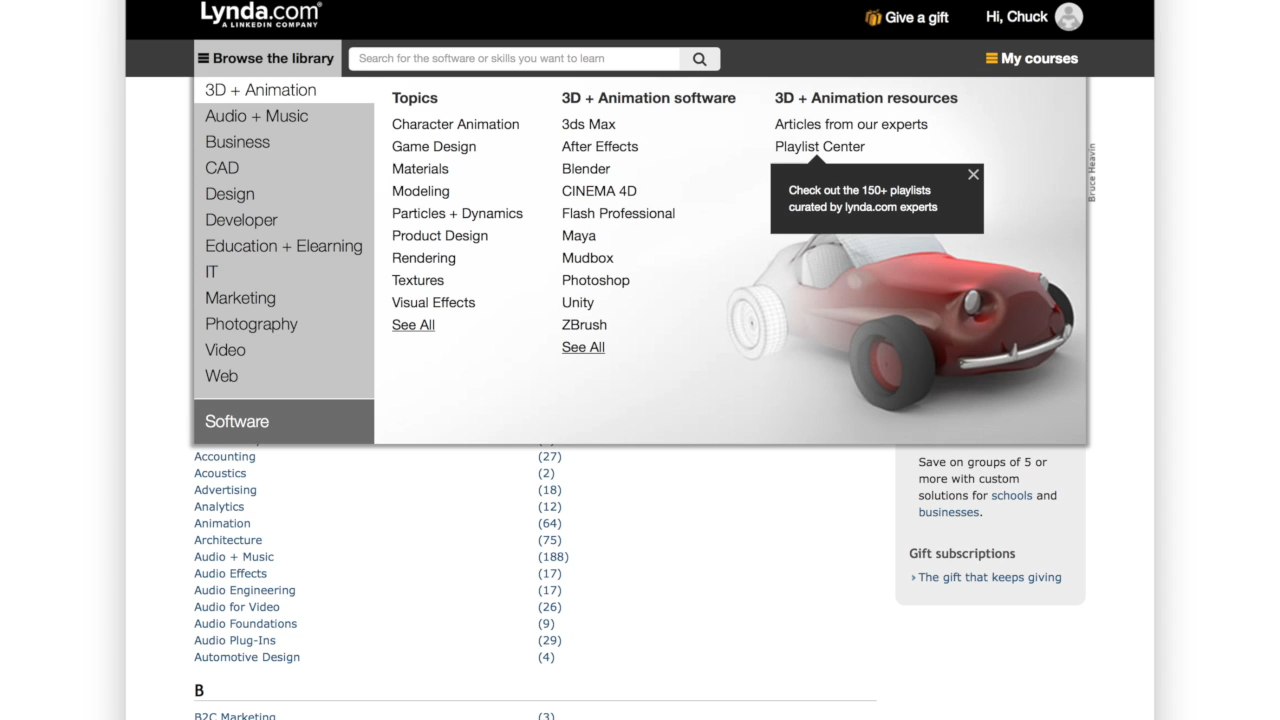 Lynda.com®
A LINKEDIN COMPANY
Give a gift
Hi, Chuck
Browse the library
Search for the software or skills you want to learn
My courses
3D + Animation
Audio + Music
Business
CAD
Design
Developer
Education + Elearning
IT
Marketing
Photography
Video
Web
Software
Topics
Character Animation
Game Design
Materials
Modeling
Particles + Dynamics
Product Design
Rendering
Textures
Visual Effects
See All
3D + Animation software
3ds Max
After Effects
Blender
CINEMA 4D
Flash Professional
Maya
Mudbox
Photoshop
Unity
ZBrush
See All
3D + Animation resources
Articles from our experts
Playlist Center
Check out the 150+ playlists
curated by lynda.com experts
Bruce Heavin
Accounting (27)
Acoustics (2)
Advertising (18)
Analytics (12)
Animation (64)
Architecture (75)
Audio + Music (188)
Audio Effects (17)
Audio Engineering (17)
Audio for Video (26)
Audio Foundations (9)
Audio Plug-Ins (29)
Automotive Design (4)
B
B2C Marketing (3)
Save on groups of 5 or
more with custom
solutions for schools and
businesses.
Gift subscriptions
› The gift that keeps giving